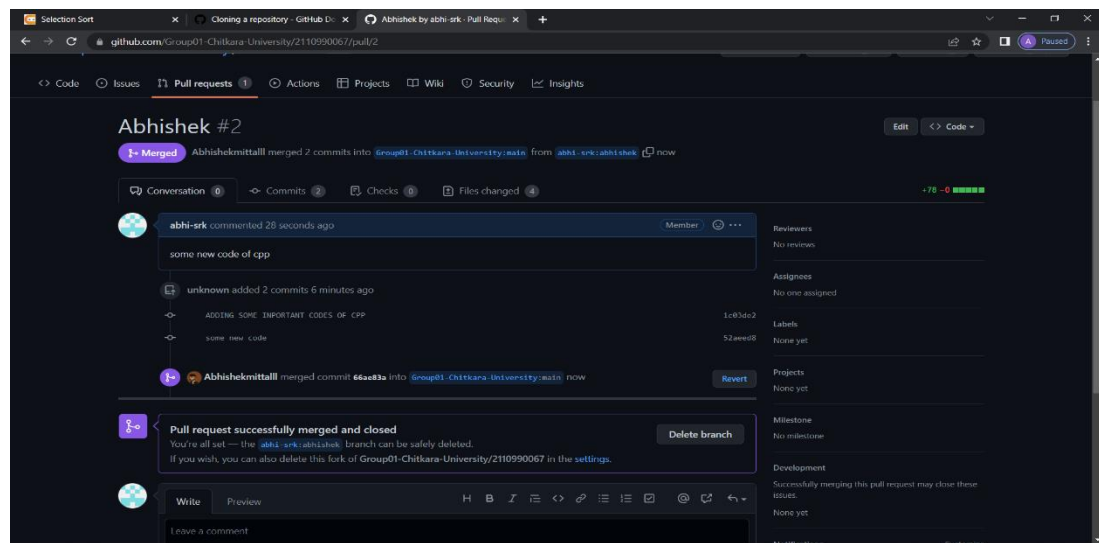 Selection Sort
Cloning a repository - GitHub Do
Abhishek by abhi-srk · Pull Reque
github.com/Group01-Chitkara-University/2110990067/pull/2
A Paused
<> Code Issues Pull requests 1 Actions Projects Wiki Security Insights
Abhishek #2
Edit <> Code
Merged Abhishekmittalll merged 2 commits into Group01-Chitkara-University:main from abhi-srk:abhishek now
Conversation 0 Commits 2 Checks 0 Files changed 4
+78 −0
abhi-srk commented 28 seconds ago
Member
some new code of cpp
unknown added 2 commits 6 minutes ago
ADDING SOME INPORTANT CODES OF CPP 1c03de2
some new code 52aeed8
Abhishekmittalll merged commit 66ae83a into Group01-Chitkara-University:main now
Revert
Pull request successfully merged and closed
You're all set — the abhi-srk:abhishek branch can be safely deleted.
If you wish, you can also delete this fork of Group01-Chitkara-University/2110990067 in the settings.
Delete branch
Write Preview
H B I <> @
Leave a comment
Reviewers
No reviews
Assignees
No one assigned
Labels
None yet
Projects
None yet
Milestone
No milestone
Development
Successfully merging this pull request may close these
issues.
None yet